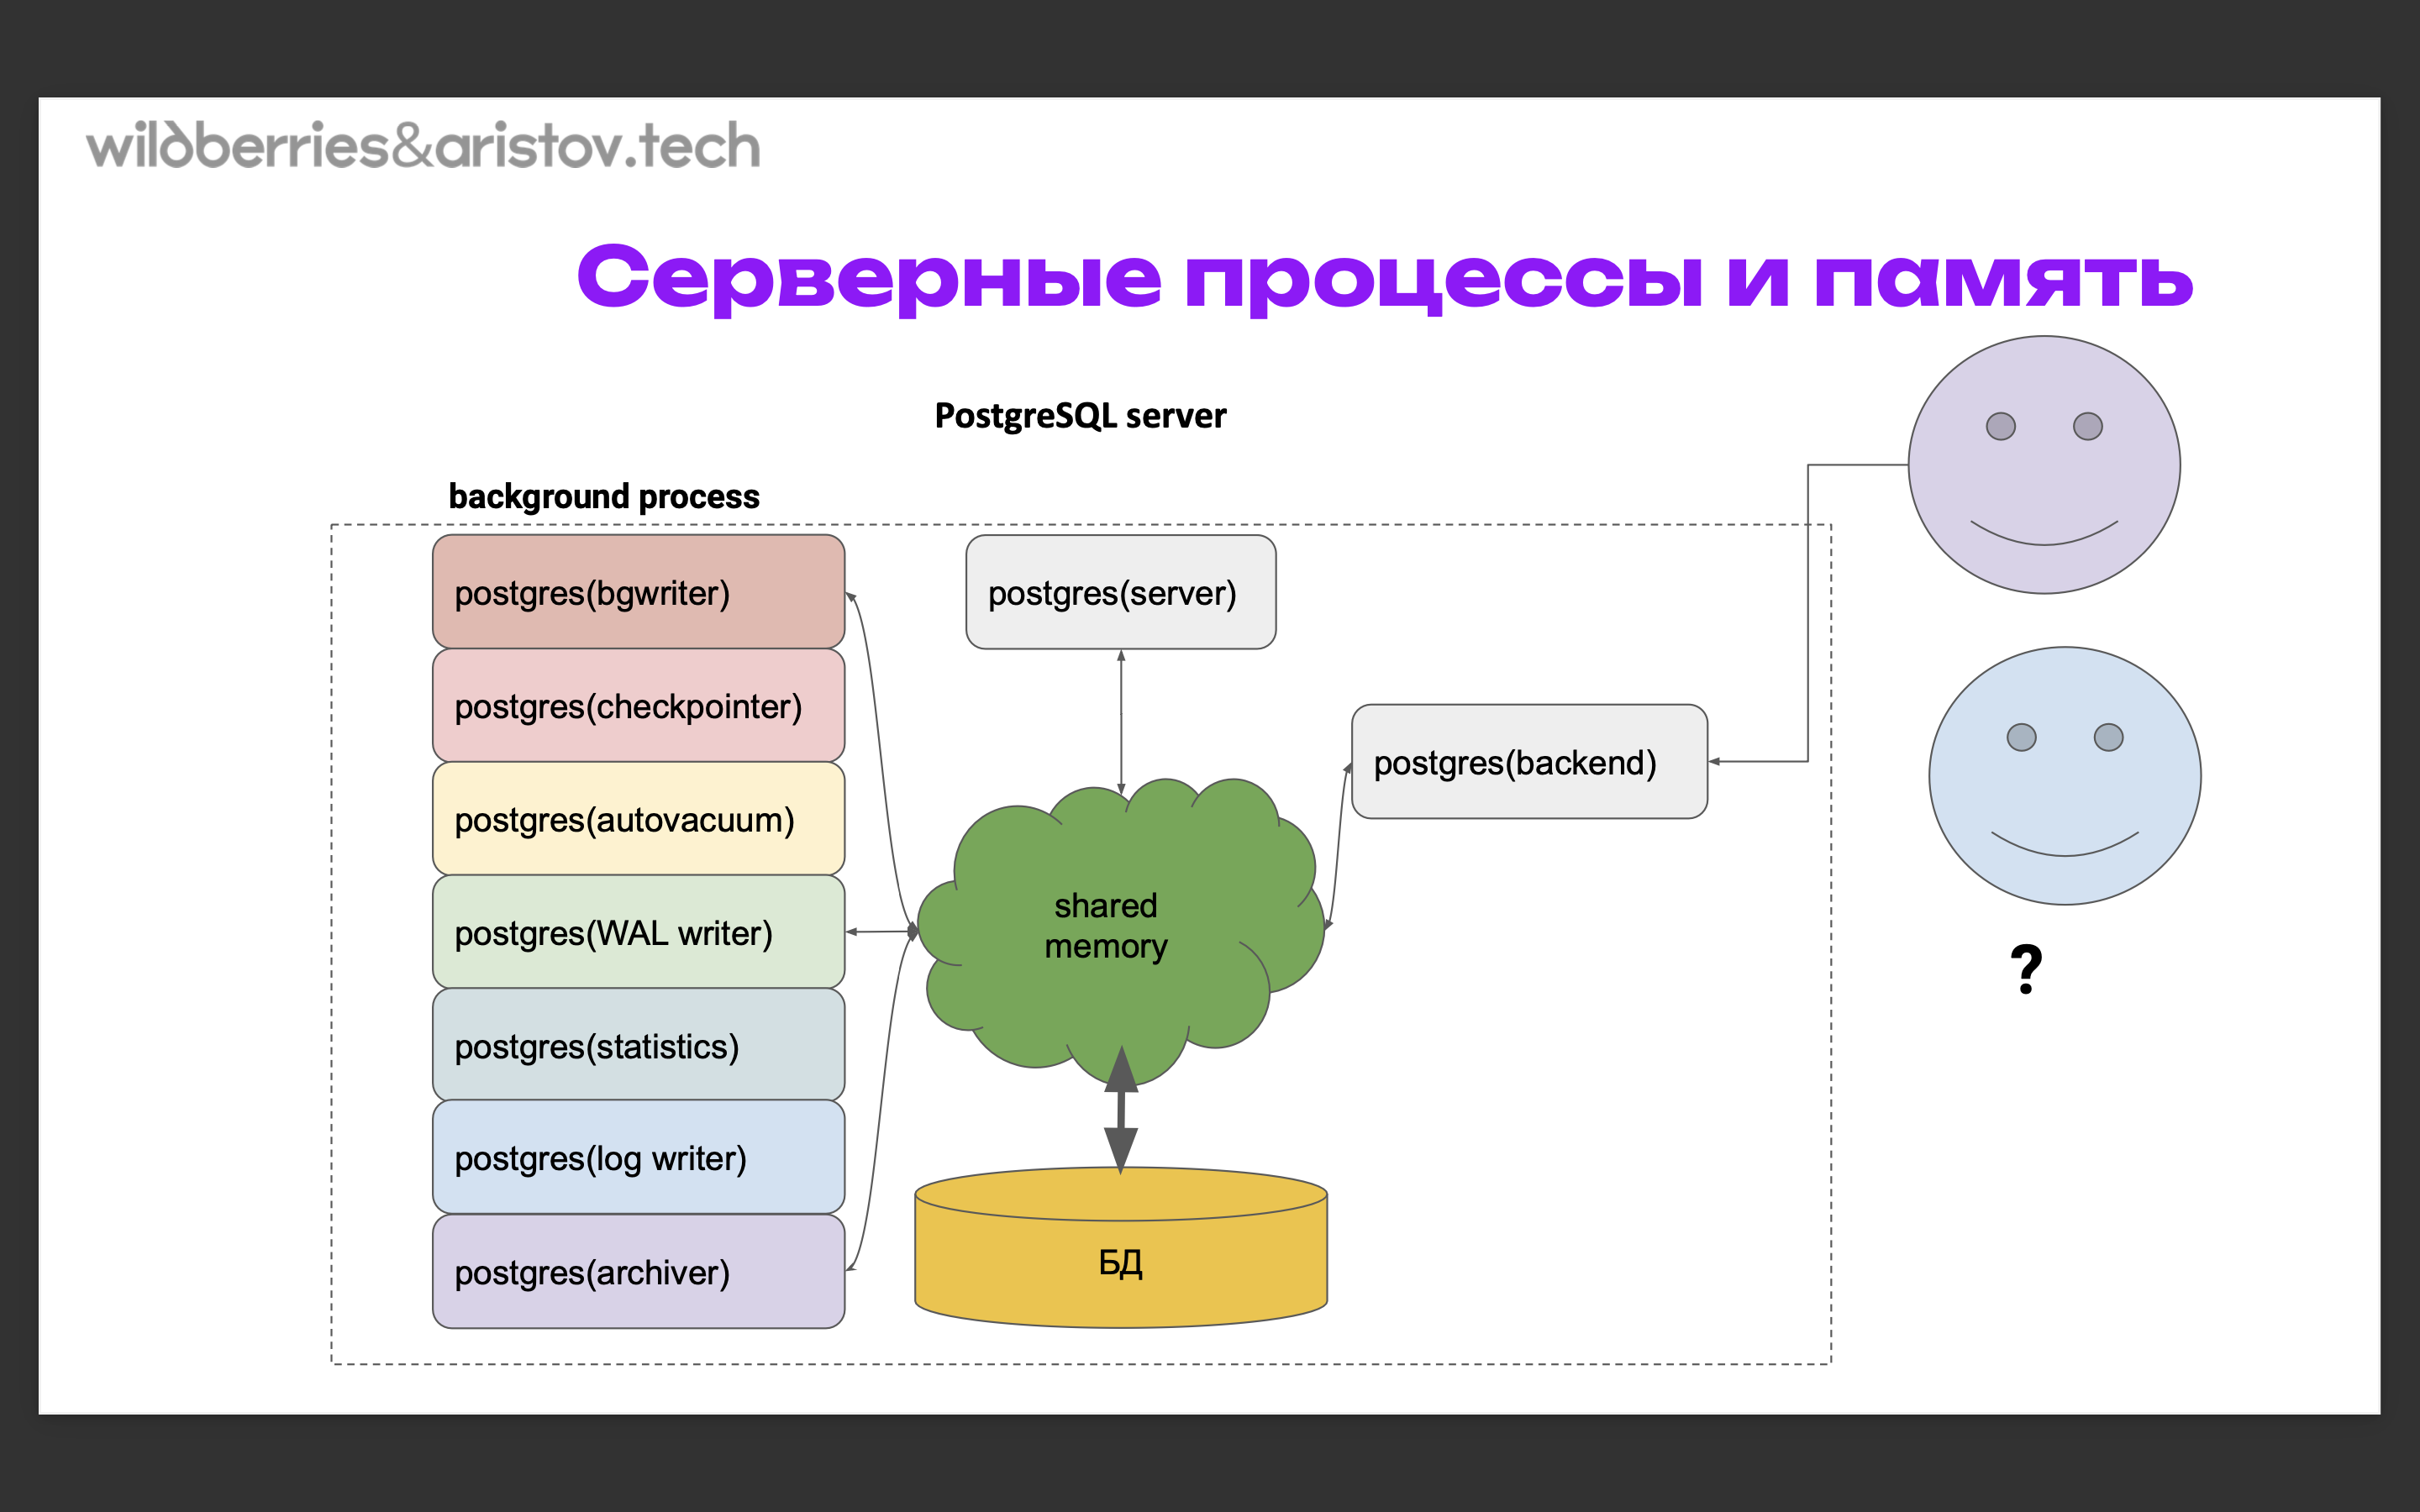 wildberries&aristov.tech
Серверные процессы и память
PostgreSQL server
background process
postgres(bgwriter)
postgres(server)
postgres(checkpointer)
postgres(backend)
postgres(autovacuum)
postgres(WAL writer)
shared
memory
?
postgres(statistics)
postgres(log writer)
postgres(archiver)
БД